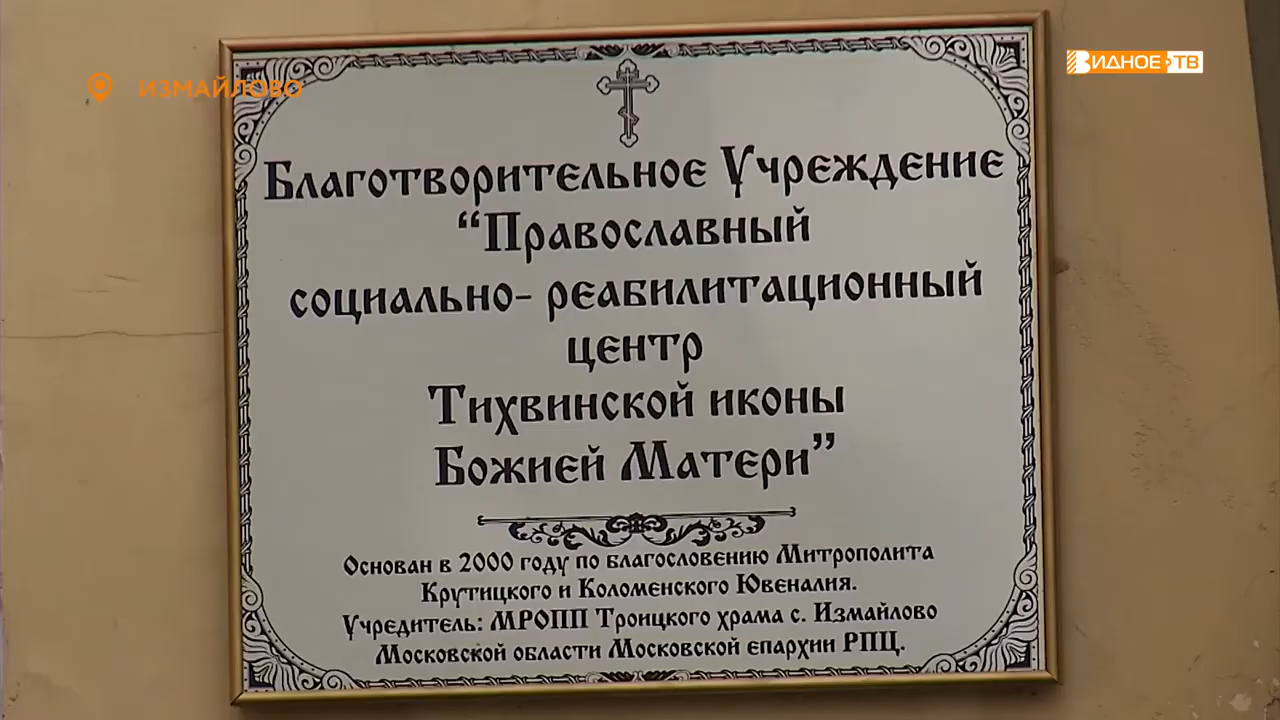 ИЗМАЙЛОВО
ВИДНОЕ ТВ
Благотворительное Учреждение
“Православный
социально- реабилитационный
центр
Тихвинской иконы
Божией Матери”
Основан в 2000 году по благословению Митрополита
Крутицкого и Коломенского Ювеналия.
Учредитель: МРОПП Троицкого храма с. Измайлово
Московской области Московской епархии РПЦ.